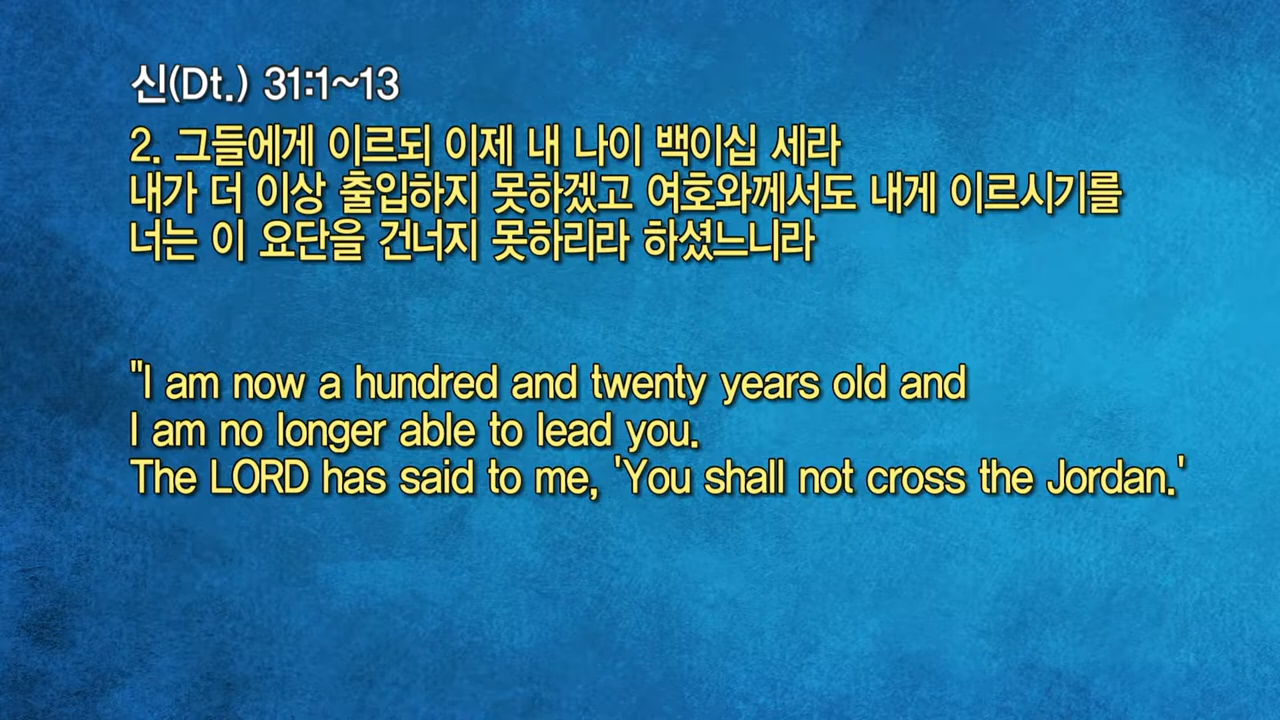 신(Dt.) 31:1~13
2. 그들에게 이르되 이제 내 나이 백이십 세라
내가 더 이상 출입하지 못하겠고 여호와께서도 내게 이르시기를
너는 이 요단을 건너지 못하리라 하셨느니라
"I am now a hundred and twenty years old and
I am no longer able to lead you.
The LORD has said to me, 'You shall not cross the Jordan.'